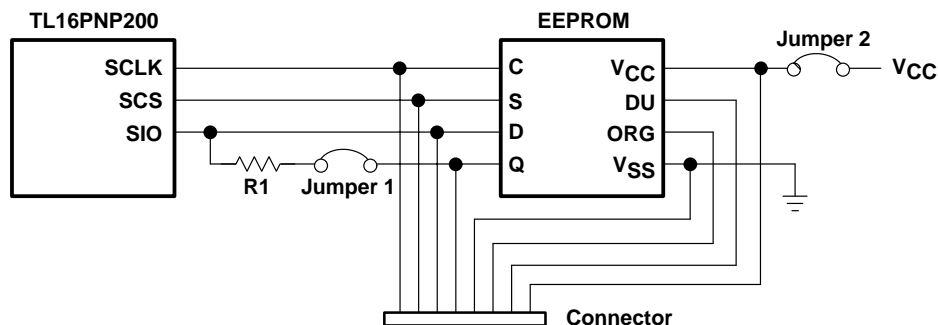 TL16PNP200
EEPROM
Jumper 2
SCLK
C
VCC
VCC
SCS
S
DU
SIO
D
ORG
Q
VSS
R1
Jumper 1
Connector